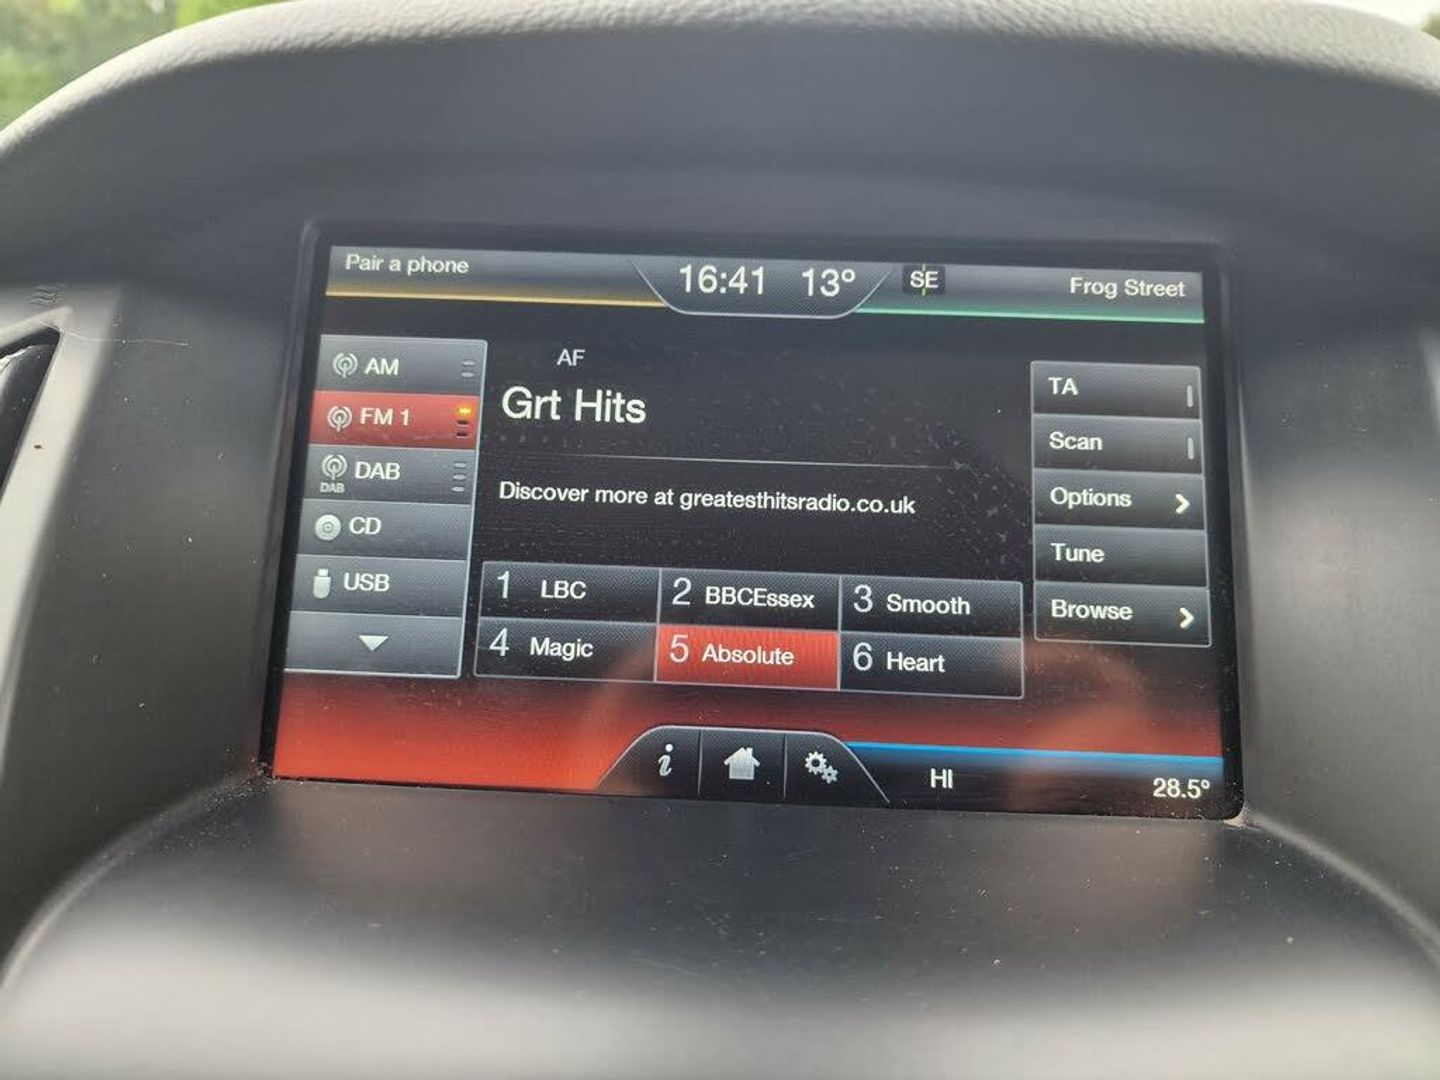 Pair a phone
16:41 13°
SE
Frog Street
AM
FM 1
DAB
DAB
CD
USB
AF
Grt Hits
Discover more at greatesthitsradio.co.uk
1 LBC
2 BBCEssex
3 Smooth
4 Magic
5 Absolute
6 Heart
TA
Scan
Options
Tune
Browse
i
HI
28.5°